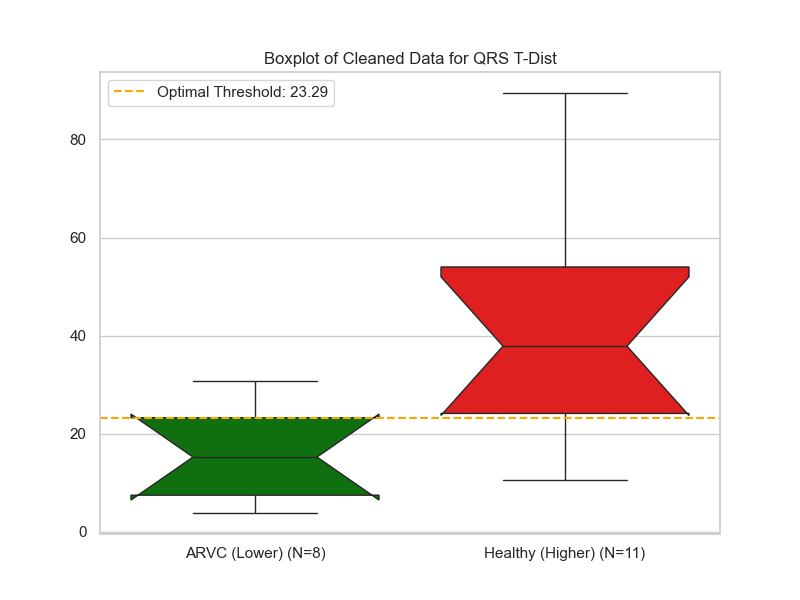 Boxplot of Cleaned Data for QRS T-Dist
Optimal Threshold: 23.29
80
60
40
20
0
ARVC (Lower) (N=8)
Healthy (Higher) (N=11)